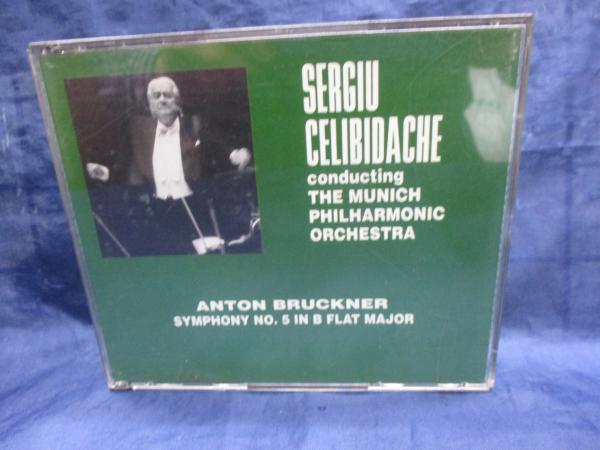 SERGIU
CELIBIDACHE
conducting
THE MUNICH
PHILHARMONIC
ORCHESTRA
ANTON BRUCKNER
SYMPHONY NO. 5 IN B FLAT MAJOR